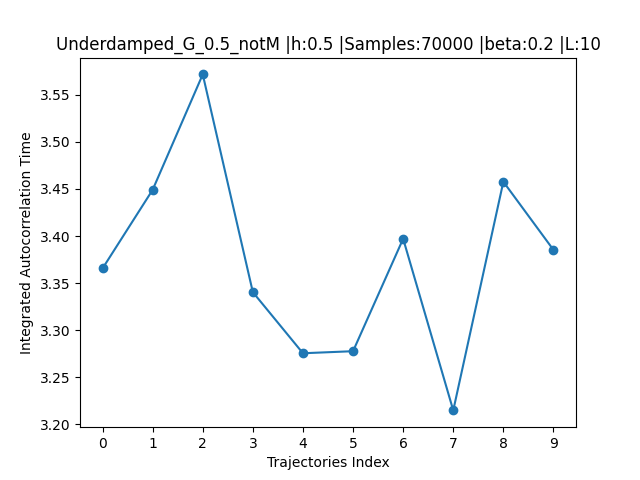 Underdamped_G_0.5_notM |h:0.5 |Samples:70000 |beta:0.2 |L:10
Integrated Autocorrelation Time
3.55
3.50
3.45
3.40
3.35
3.30
3.25
3.20
0 1 2 3 4 5 6 7 8 9
Trajectories Index